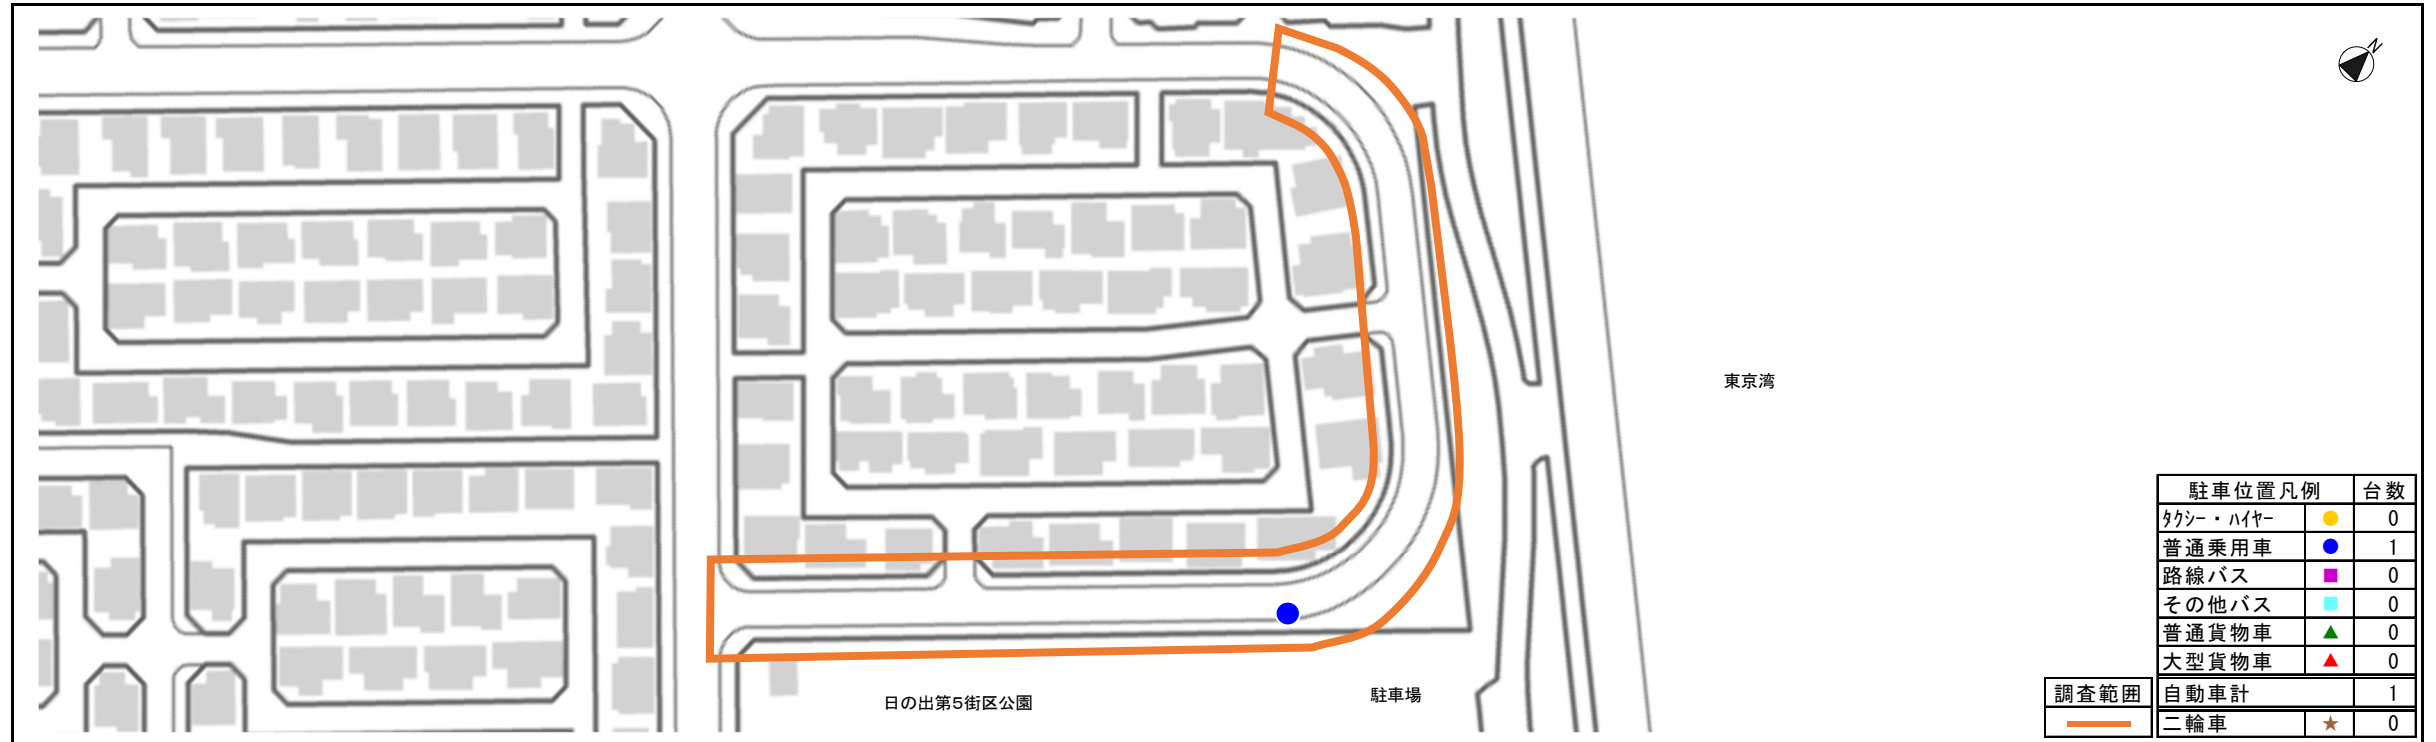 N
東京湾
日の出第5街区公園
駐車場
駐車位置凡例 台数
ﾀｸｼｰ・ﾊｲﾔｰ 0
普通乗用車 1
路線バス 0
その他バス 0
普通貨物車 0
大型貨物車 0
調査範囲 自動車計 1
二輪車 0